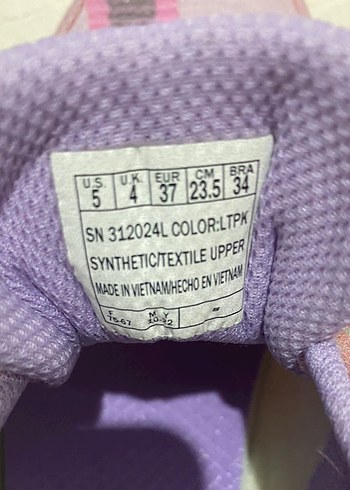 U.S. U.K. EUR CM BRA
5 4 37 23.5 34
SN 312024L COLOR:LTPK
SYNTHETIC/TEXTILE UPPER
MADE IN VIETNAM/HECHO EN VIETNAM